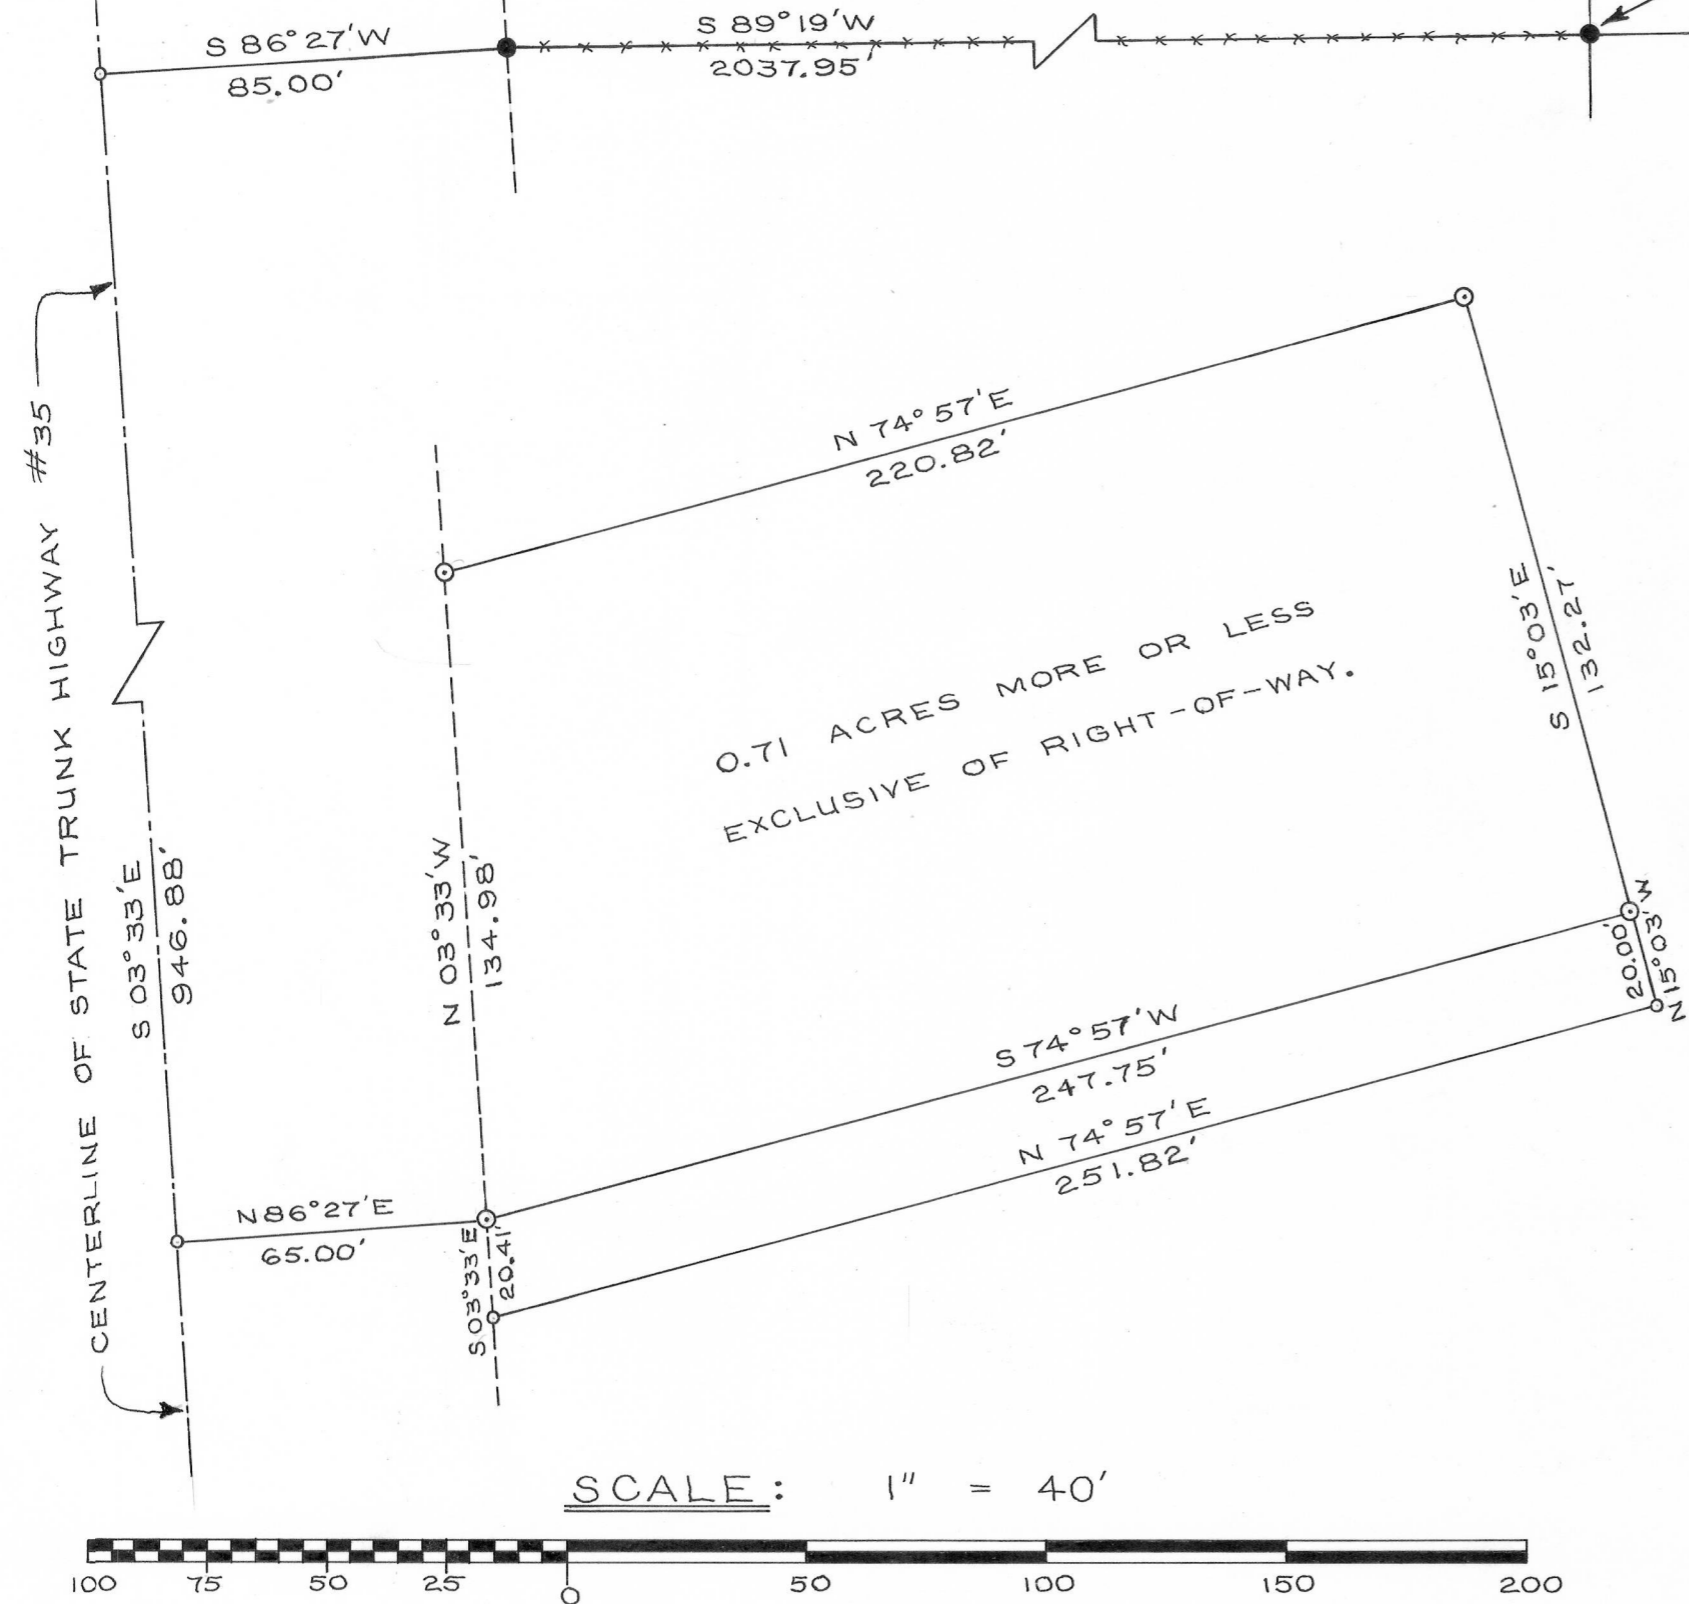 S 86°27'W
85.00'
S 89°19'W
2037.95'
N 74°57'E
220.82'
S 15°03'E
132.27'
0.71 ACRES MORE OR LESS
EXCLUSIVE OF RIGHT-OF-WAY.
CENTERLINE OF STATE TRUNK HIGHWAY #35
S 03°33'E
946.88'
N 03°33'W
134.98'
N 15°03'W
20.00'
S 74°57'W
247.75'
N 74°57'E
251.82'
N86°27'E
65.00'
S03°33'E
20.41'
SCALE: 1" = 40'
100 75 50 25 0 50 100 150 200